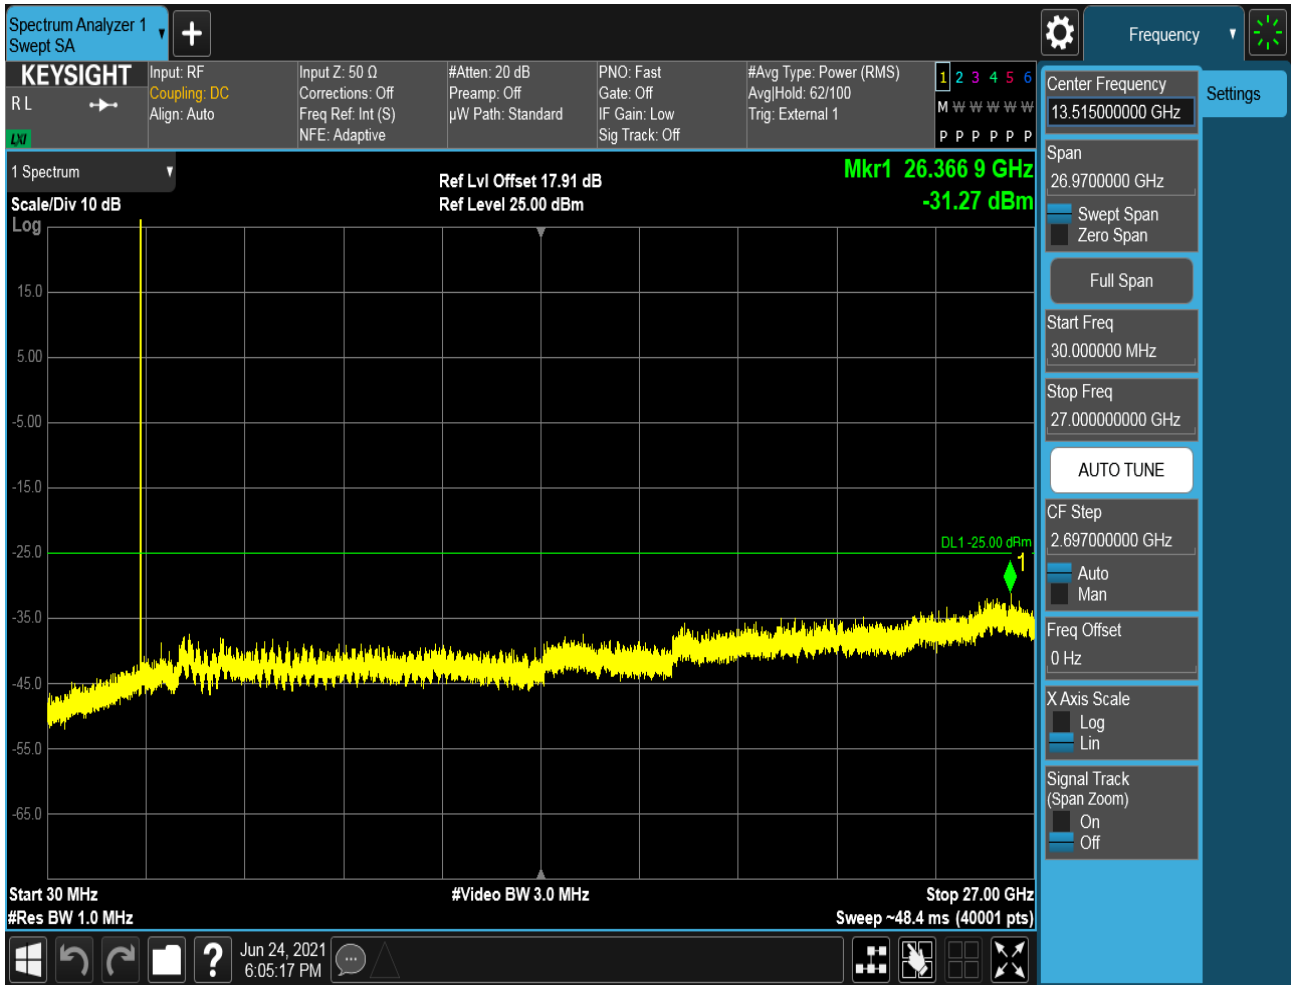 Spectrum Analyzer 1
Swept SA
+
Frequency
KEYSIGHT
R L
LXI
Input: RF
Coupling: DC
Align: Auto
Input Z: 50 Ω
Corrections: Off
Freq Ref: Int (S)
NFE: Adaptive
#Atten: 20 dB
Preamp: Off
µW Path: Standard
PNO: Fast
Gate: Off
IF Gain: Low
Sig Track: Off
#Avg Type: Power (RMS)
Avg|Hold: 62/100
Trig: External 1
1 2 3 4 5 6
M W W W W W
P P P P P P
1 Spectrum
Scale/Div 10 dB
Log
Ref Lvl Offset 17.91 dB
Ref Level 25.00 dBm
Mkr1 26.366 9 GHz
-31.27 dBm
15.0
5.00
-5.00
-15.0
-25.0
-35.0
-45.0
-55.0
-65.0
DL1 -25.00 dBm
1
Start 30 MHz
#Res BW 1.0 MHz
#Video BW 3.0 MHz
Stop 27.00 GHz
Sweep ~48.4 ms (40001 pts)
Center Frequency
13.515000000 GHz
Span
26.9700000 GHz
Swept Span
Zero Span
Full Span
Start Freq
30.000000 MHz
Stop Freq
27.000000000 GHz
AUTO TUNE
CF Step
2.697000000 GHz
Auto
Man
Freq Offset
0 Hz
X Axis Scale
Log
Lin
Signal Track
(Span Zoom)
On
Off
Settings
?
Jun 24, 2021
6:05:17 PM